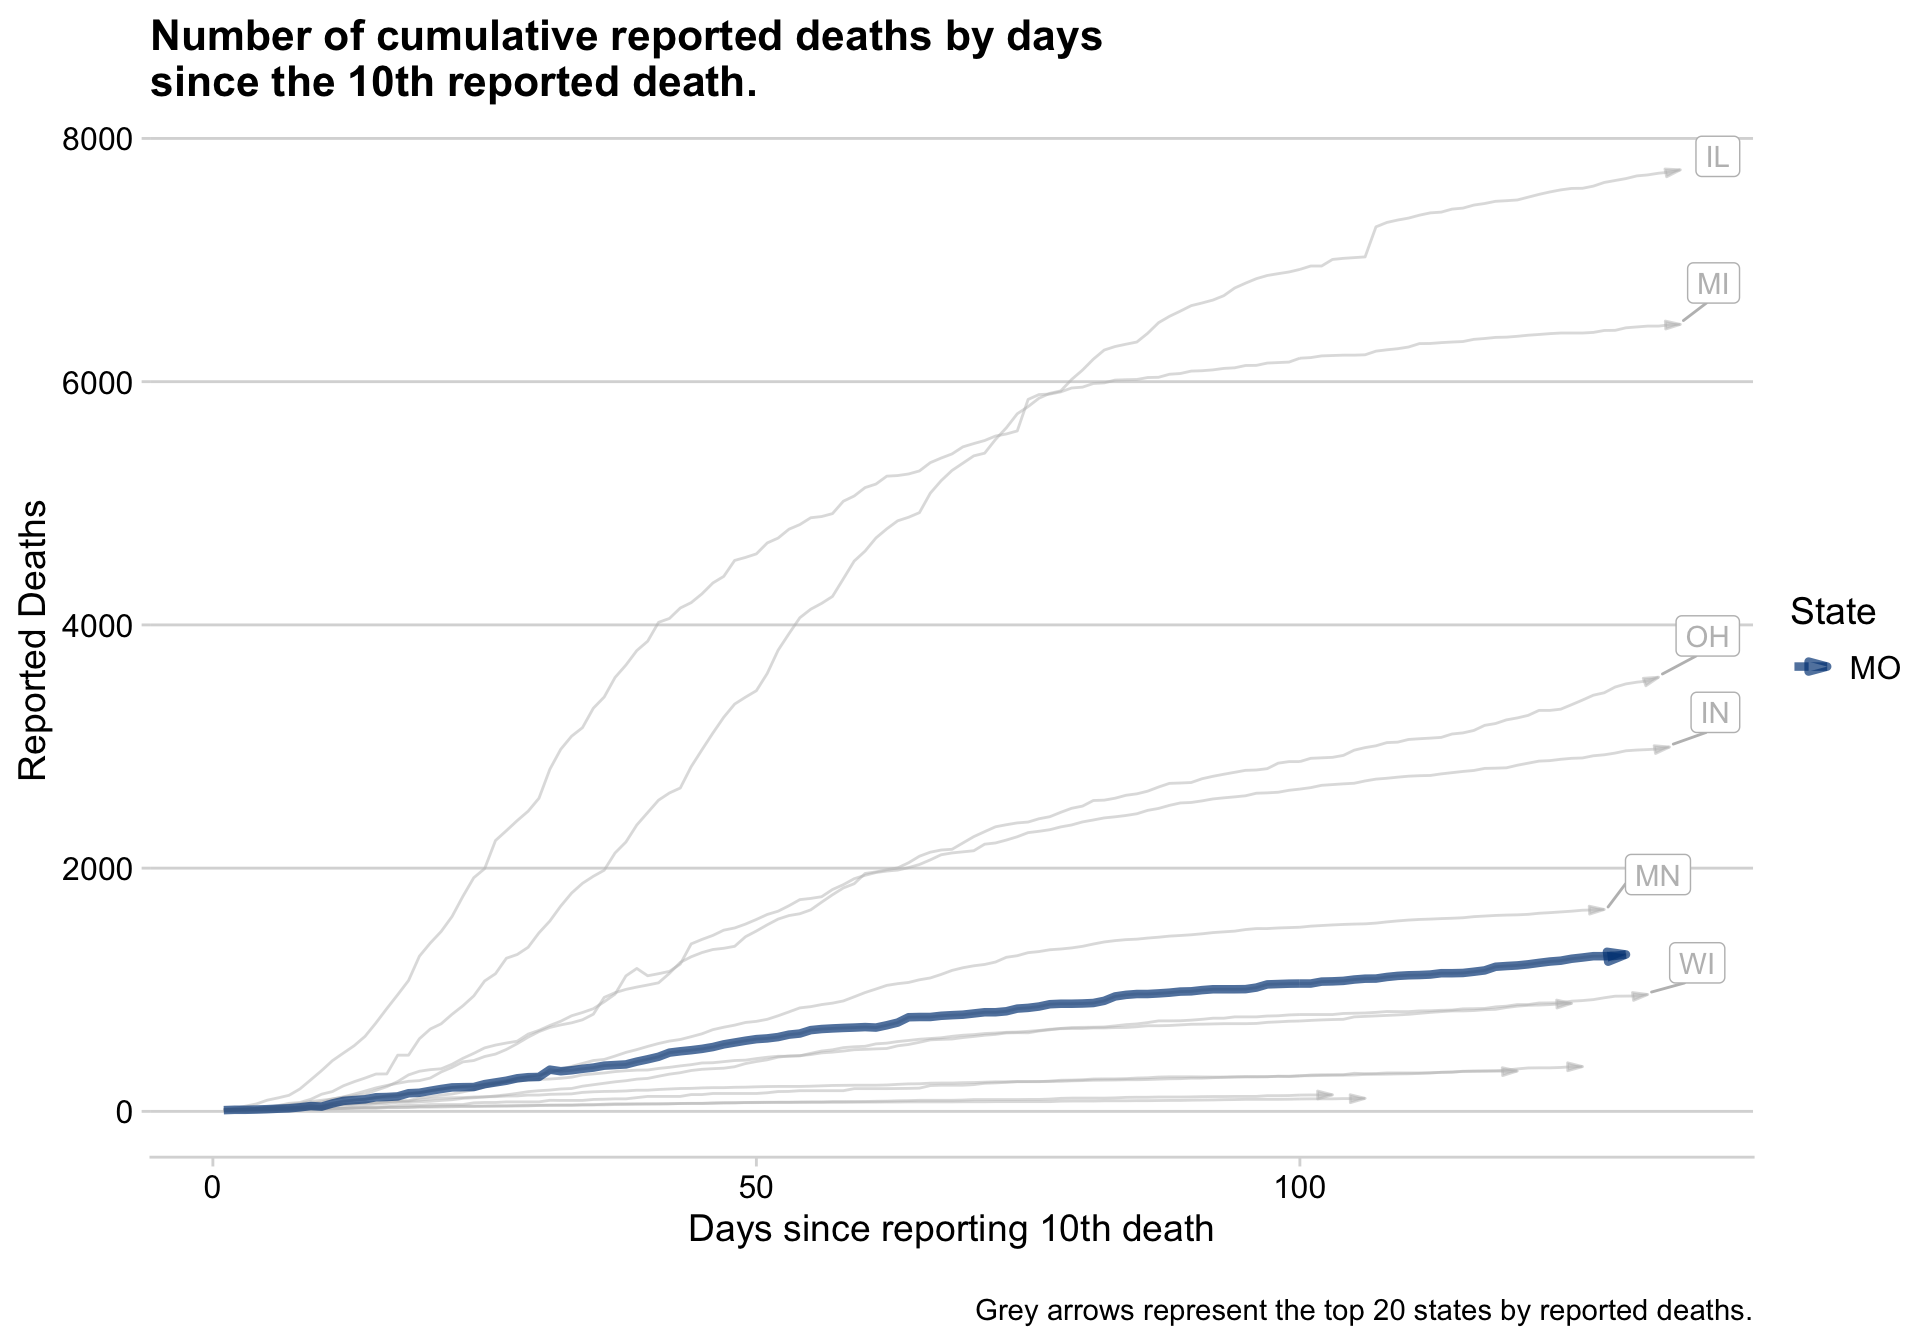 Number of cumulative reported deaths by days
since the 10th reported death.
8000
6000
4000
2000
0
Reported Deaths
IL
MI
OH
IN
MN
WI
State
MO
0
50
100
Days since reporting 10th death
Grey arrows represent the top 20 states by reported deaths.